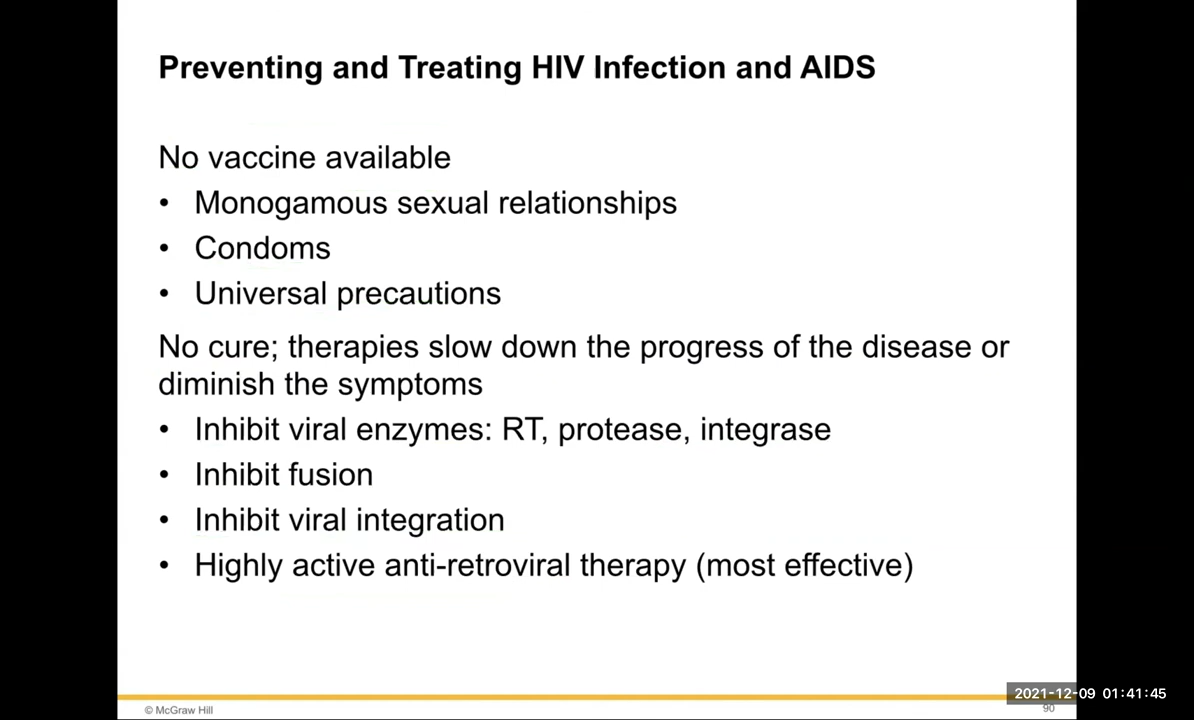 Preventing and Treating HIV Infection and AIDS
No vaccine available
• Monogamous sexual relationships
• Condoms
• Universal precautions
No cure; therapies slow down the progress of the disease or
diminish the symptoms
• Inhibit viral enzymes: RT, protease, integrase
• Inhibit fusion
• Inhibit viral integration
• Highly active anti-retroviral therapy (most effective)
2021-12-09 01:41:45
© McGraw Hill
90